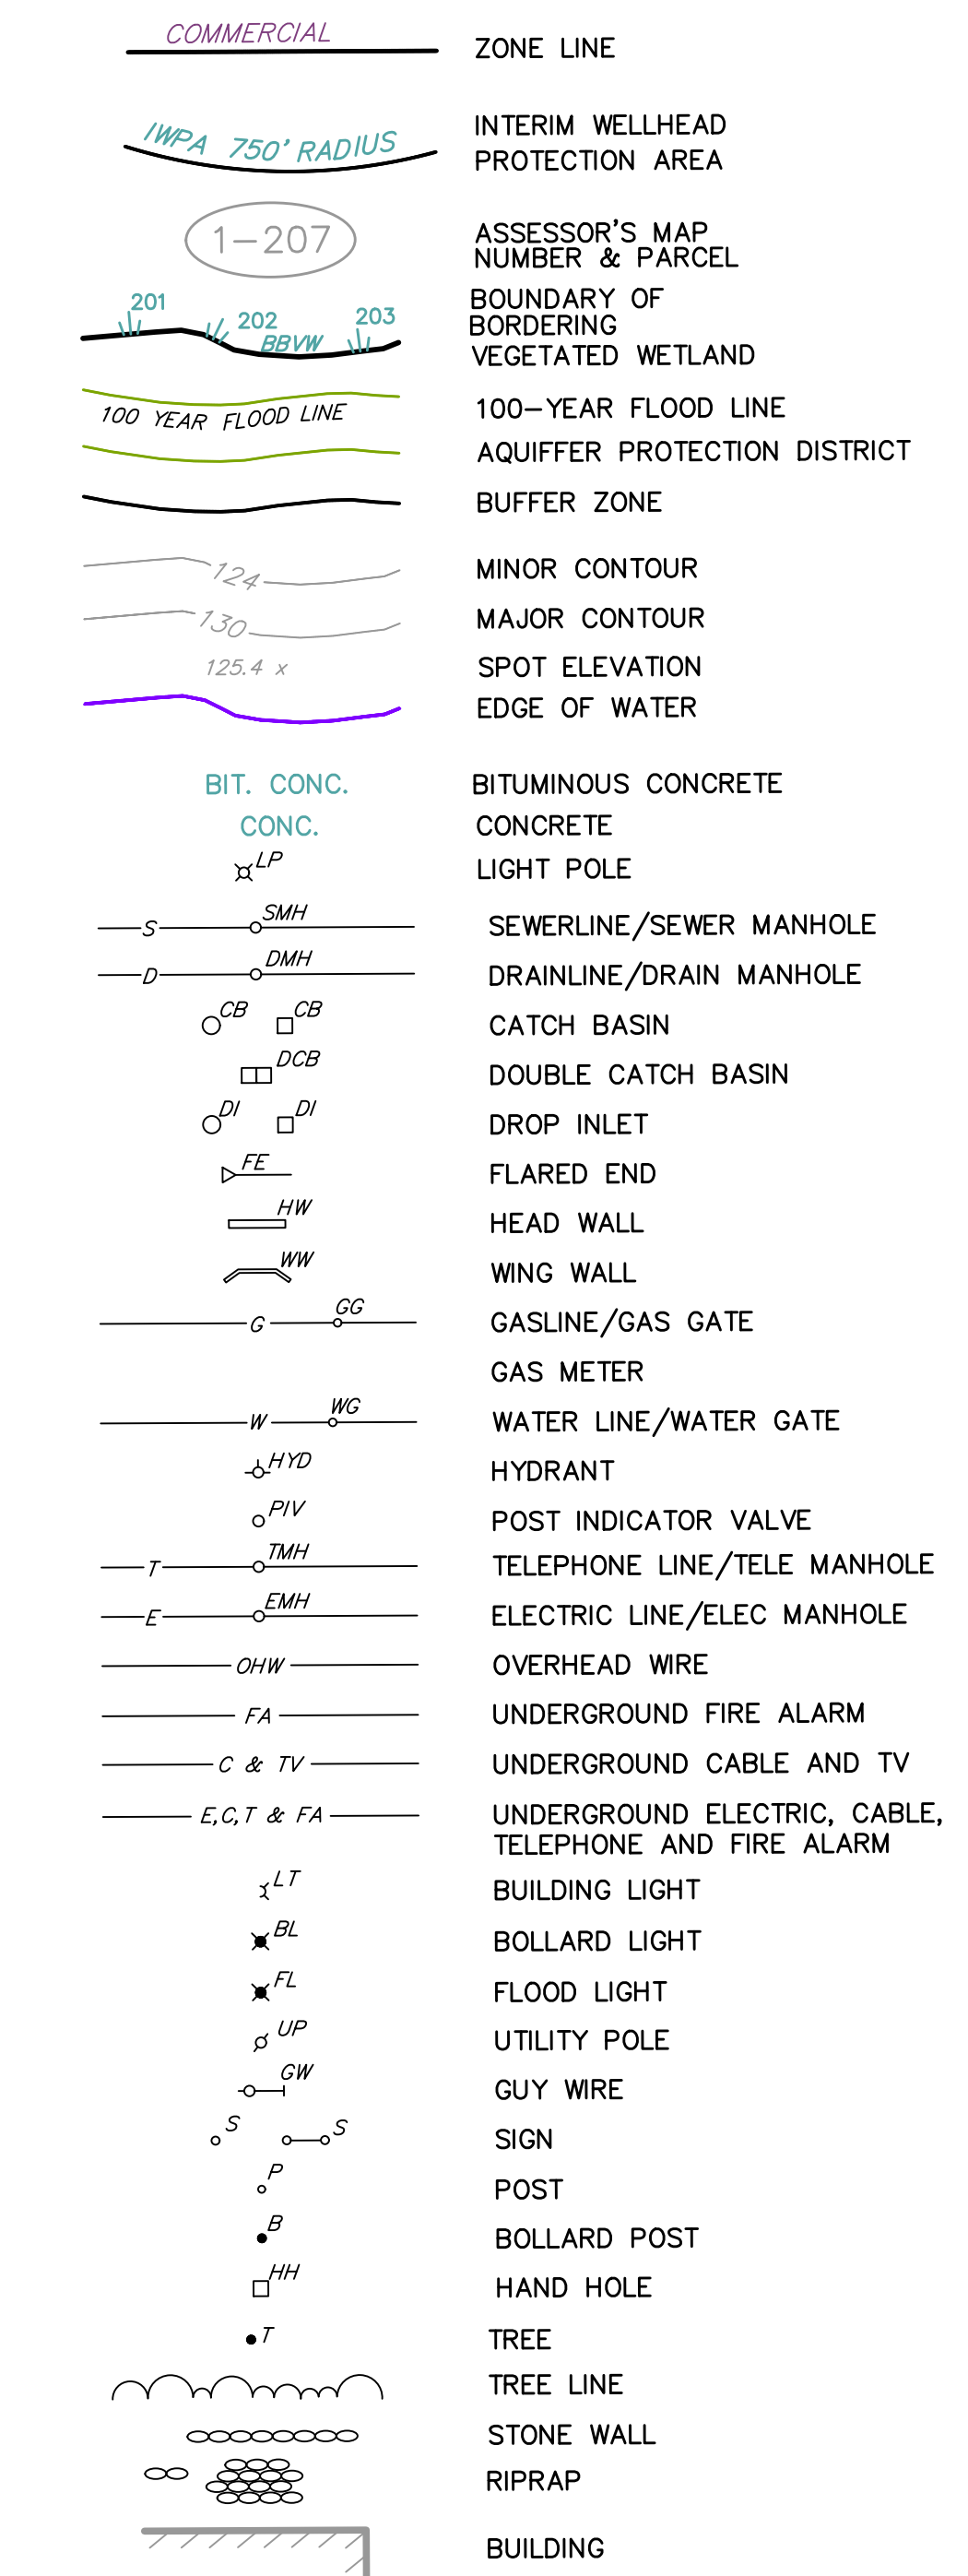 COMMERCIAL
ZONE LINE
IWPA 750' RADIUS
INTERIM WELLHEAD
PROTECTION AREA
1-207
ASSESSOR'S MAP
NUMBER & PARCEL
201
202
203
BBVW
BOUNDARY OF
BORDERING
VEGETATED WETLAND
100 YEAR FLOOD LINE
100-YEAR FLOOD LINE
AQUIFFER PROTECTION DISTRICT
BUFFER ZONE
124
MINOR CONTOUR
130
MAJOR CONTOUR
125.4 x
SPOT ELEVATION
EDGE OF WATER
BIT. CONC.
BITUMINOUS CONCRETE
CONC.
CONCRETE
LP
LIGHT POLE
S SMH
SEWERLINE/SEWER MANHOLE
D DMH
DRAINLINE/DRAIN MANHOLE
CB CB
CATCH BASIN
DCB
DOUBLE CATCH BASIN
DI DI
DROP INLET
FE
FLARED END
HW
HEAD WALL
WW
WING WALL
G GG
GASLINE/GAS GATE
GAS METER
W WG
WATER LINE/WATER GATE
HYD
HYDRANT
PIV
POST INDICATOR VALVE
T TMH
TELEPHONE LINE/TELE MANHOLE
E EMH
ELECTRIC LINE/ELEC MANHOLE
OHW
OVERHEAD WIRE
FA
UNDERGROUND FIRE ALARM
C & TV
UNDERGROUND CABLE AND TV
E,C,T & FA
UNDERGROUND ELECTRIC, CABLE,
TELEPHONE AND FIRE ALARM
LT
BUILDING LIGHT
BL
BOLLARD LIGHT
FL
FLOOD LIGHT
UP
UTILITY POLE
GW
GUY WIRE
S S
SIGN
P
POST
B
BOLLARD POST
HH
HAND HOLE
T
TREE
TREE LINE
STONE WALL
RIPRAP
BUILDING